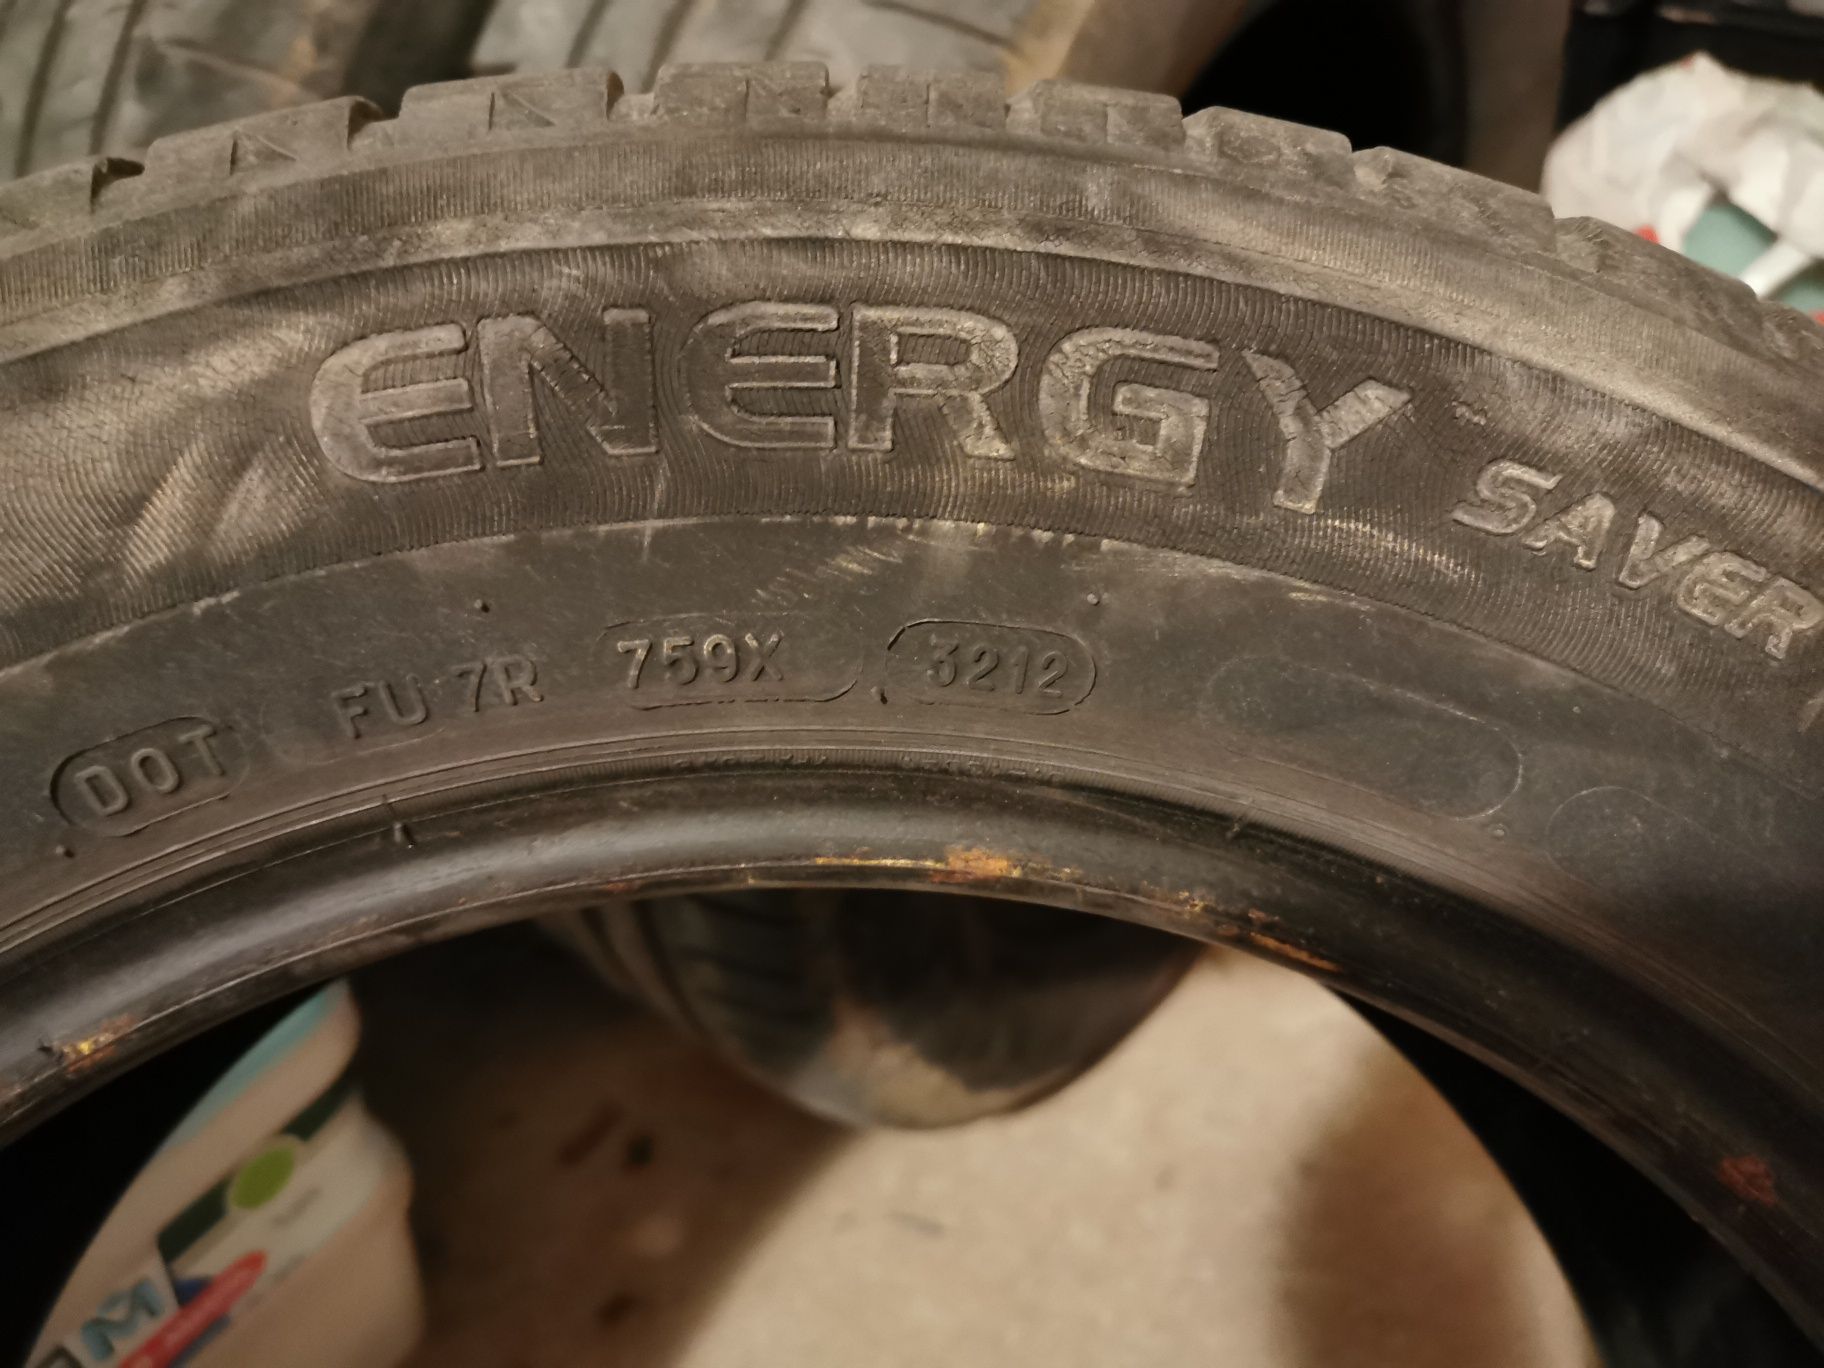 ENERGY SAVER
DOT FU 7R 759X 3212